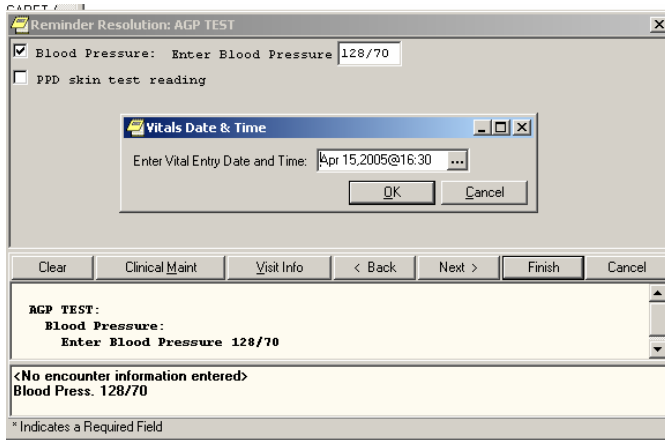 Reminder Resolution: AGP TEST
Blood Pressure: Enter Blood Pressure 128/70
PPD skin test reading
Vitals Date & Time
Enter Vital Entry Date and Time: Apr 15,2005@16:30 ...
OK Cancel
Clear Clinical Maint Visit Info < Back Next > Finish Cancel
AGP TEST:
Blood Pressure:
Enter Blood Pressure 128/70
<No encounter information entered>
Blood Press. 128/70
* Indicates a Required Field